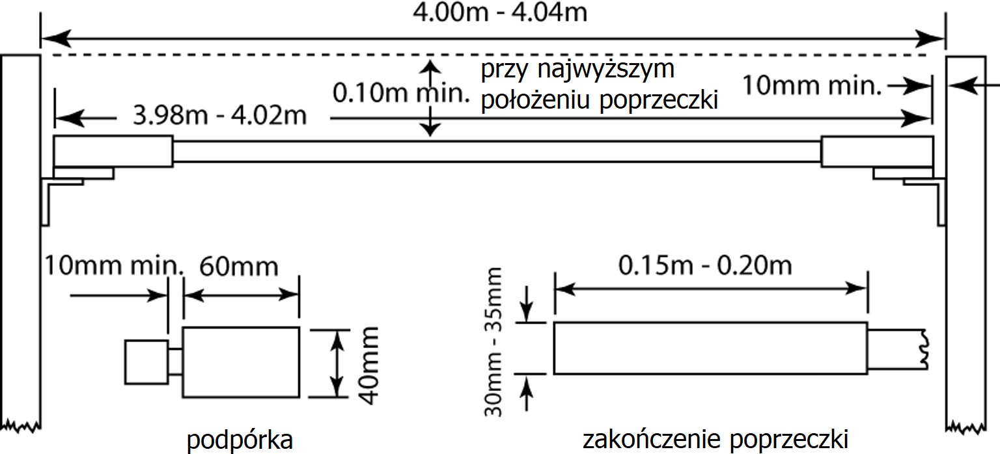 4.00m - 4.04m
przy najwyższym
0.10m min.
położeniu poprzeczki
10mm min.
3.98m - 4.02m
10mm min.
60mm
0.15m - 0.20m
40mm
30mm - 35mm
podpórka
zakończenie poprzeczki